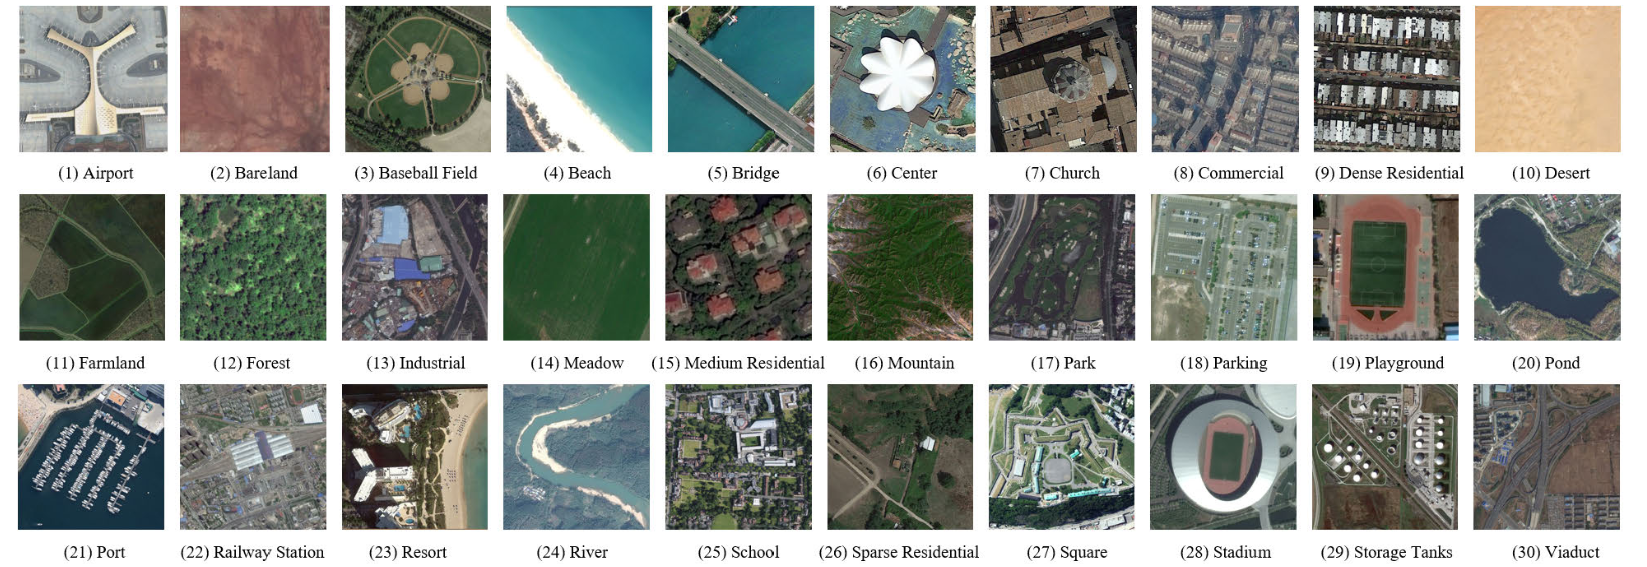 (1) Airport
(2) Bareland
(3) Baseball Field
(4) Beach
(5) Bridge
(6) Center
(7) Church
(8) Commercial
(9) Dense Residential
(10) Desert
(11) Farmland
(12) Forest
(13) Industrial
(14) Meadow
(15) Medium Residential
(16) Mountain
(17) Park
(18) Parking
(19) Playground
(20) Pond
(21) Port
(22) Railway Station
(23) Resort
(24) River
(25) School
(26) Sparse Residential
(27) Square
(28) Stadium
(29) Storage Tanks
(30) Viaduct